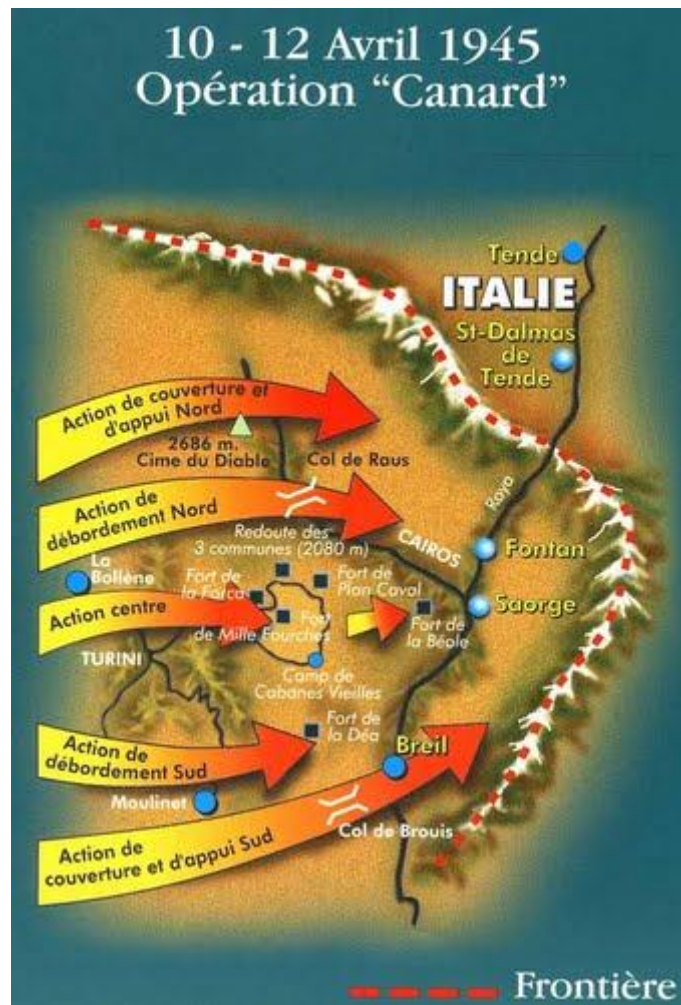 10 - 12 Avril 1945
Opération “Canard”
Tende
ITALIE
St-Dalmas
de
Tende
Action de couverture et
d'appui Nord
2686 m.
Cime du Diable
Col de Raus
Action de
débordement Nord
Roya
Redoute des
3 communes (2080 m)
CAIROS
Fontan
La
Bollène
Fort de
la Forca
Fort de
Plan Caval
Action centre
Fort
de Mille Fourches
Saorge
Fort de
la Béole
TURINI
Camp de
Cabanes Vieilles
Fort de
la Déa
Action de
débordement Sud
Breil
Moulinet
Col de Brouis
Action de
couverture et d'appui Sud
Frontière